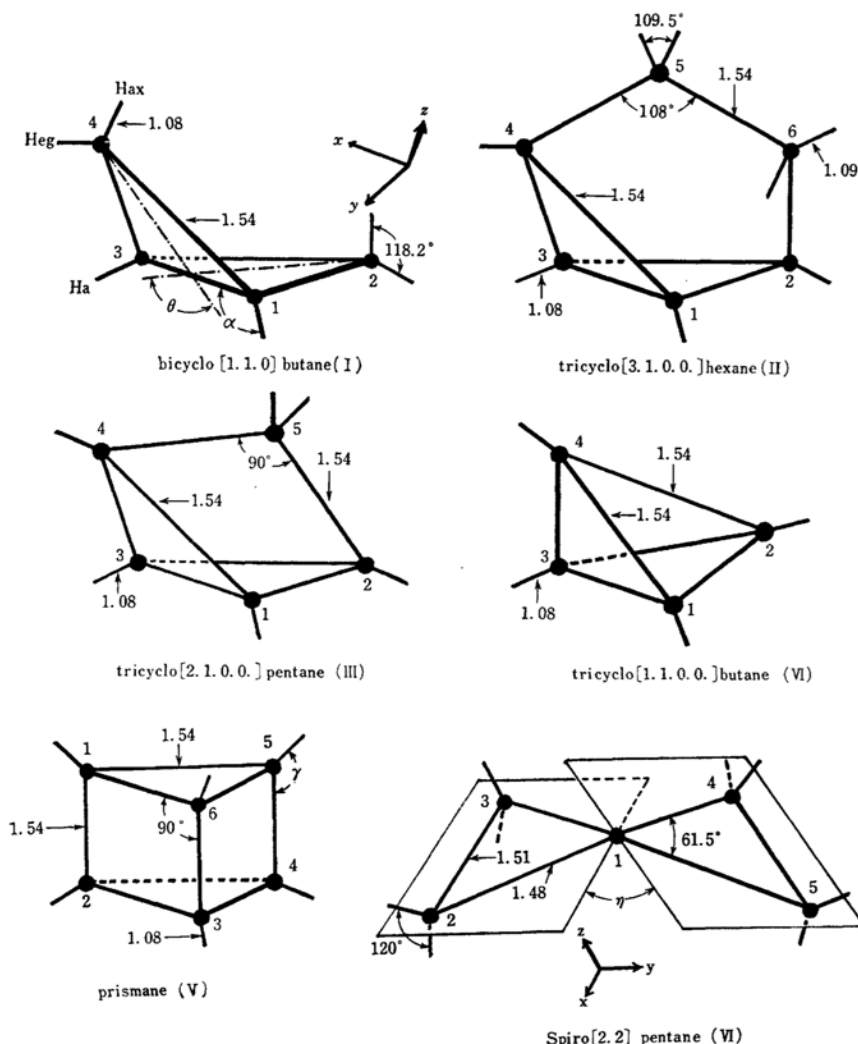 109.5°
Hax
4
1.08
Heg
z
x
y
5
1.54
108°
4
6
1.09
1.54
118.2°
1.54
3
Ha
θ
α
1
2
3
1.08
1
2
bicyclo [1.1.0] butane(I)
tricyclo[3.1.0.0.]hexane(II)
4
5
90°
1.54
1.54
3
1.08
1
2
4
1.54
1.54
3
2
1.08
1
tricyclo[2.1.0.0.] pentane (III)
tricyclo[1.1.0.0.]butane (VI)
1
1.54
5
γ
6
1.54
90°
2
4
3
1.08
prismane (V)
3
4
1
61.5°
1.51
1.48
2
η
5
120°
z
y
x
Spiro[2.2] pentane (VI)